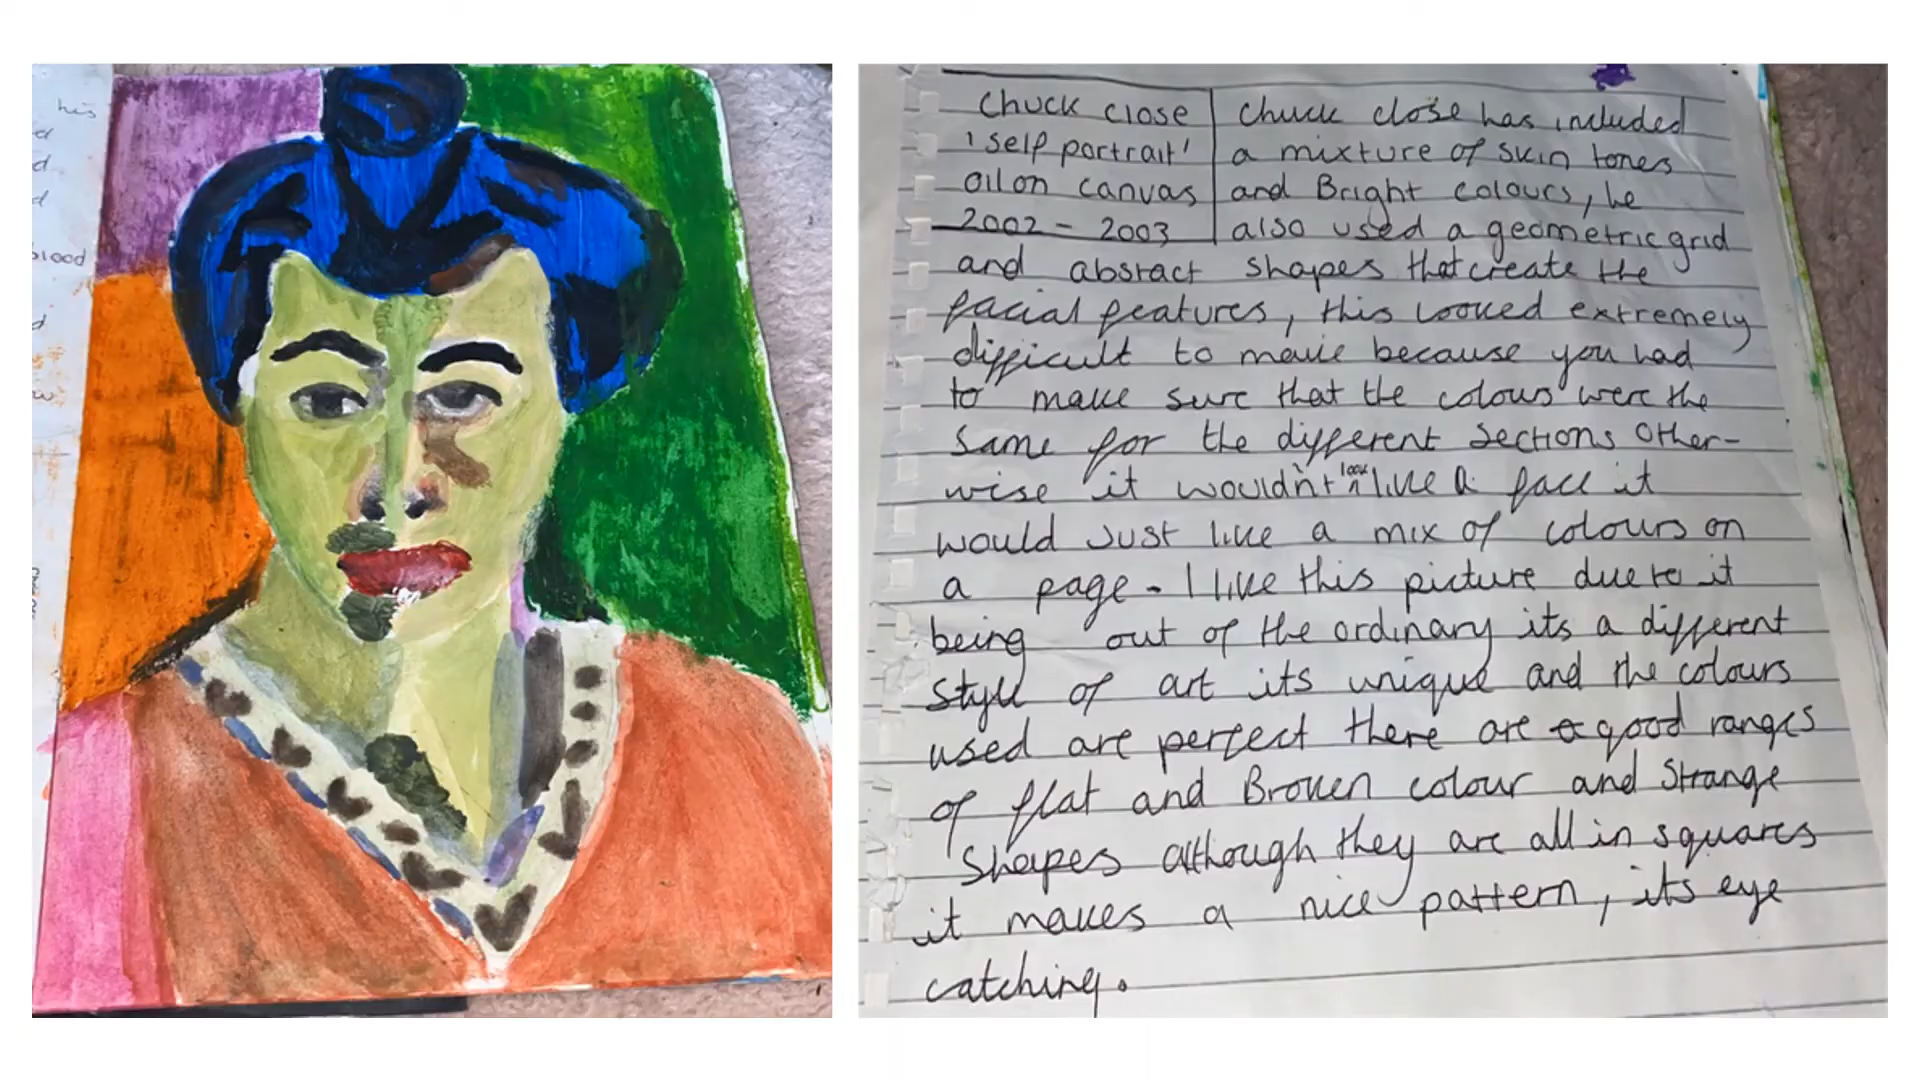 his
d
d
d
blood
d
w
Chuck close
'self portrait'
oil on canvas
2002 - 2003
Chuck close has included
a mixture of skin tones
and Bright colours, he
also used a geometric grid
and abstract shapes that create the
facial features, this looked extremely
difficult to make because you had
to make sure that the colours were the
same for the different sections other-
wise it wouldn't look like a face it
would just like a mix of colours on
a page - I like this picture due to it
being out of the ordinary its a different
style of art its unique and the colours
used are perfect there are good ranges
of flat and Broken colour and strange
shapes although they are all in squares
it makes a nice pattern, its eye
catching.